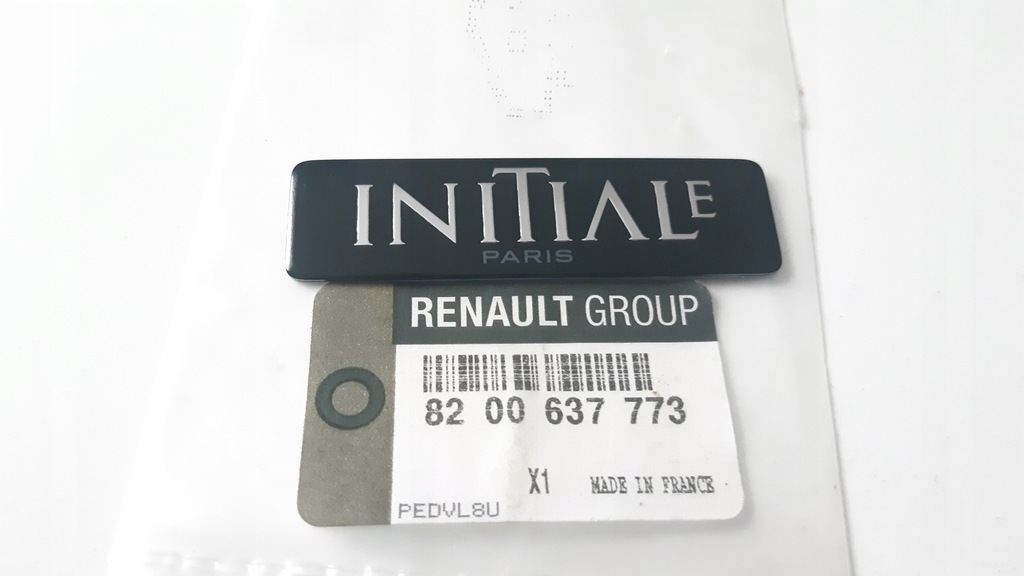 INITIALE
PARIS
RENAULT GROUP
82 00 637 773
X1 MADE IN FRANCE
PEDVL8U